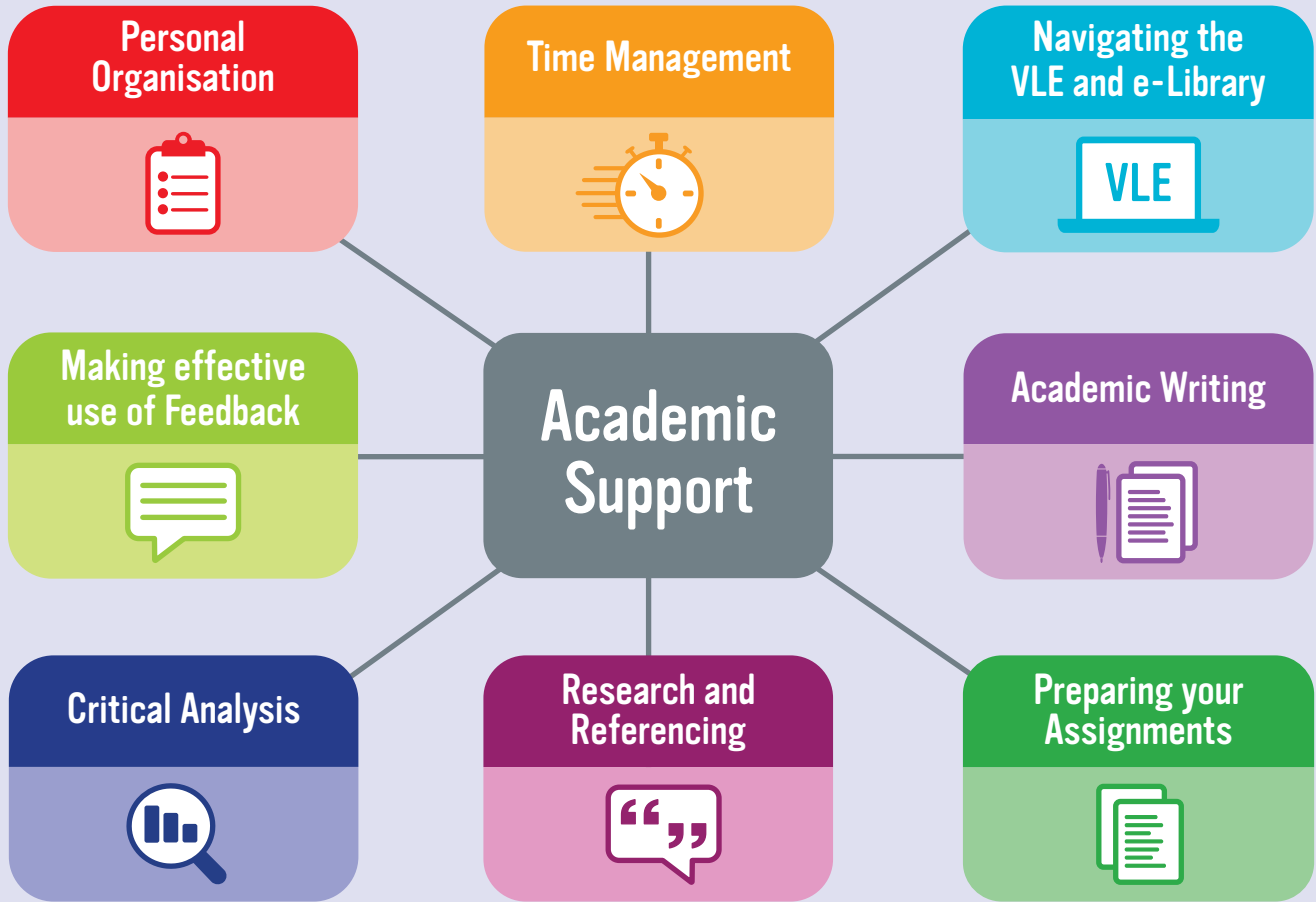 Personal
Organisation
Time Management
Navigating the
VLE and e-Library
VLE
Making effective
use of Feedback
Academic
Support
Academic Writing
Critical Analysis
Research and
Referencing
Preparing your
Assignments